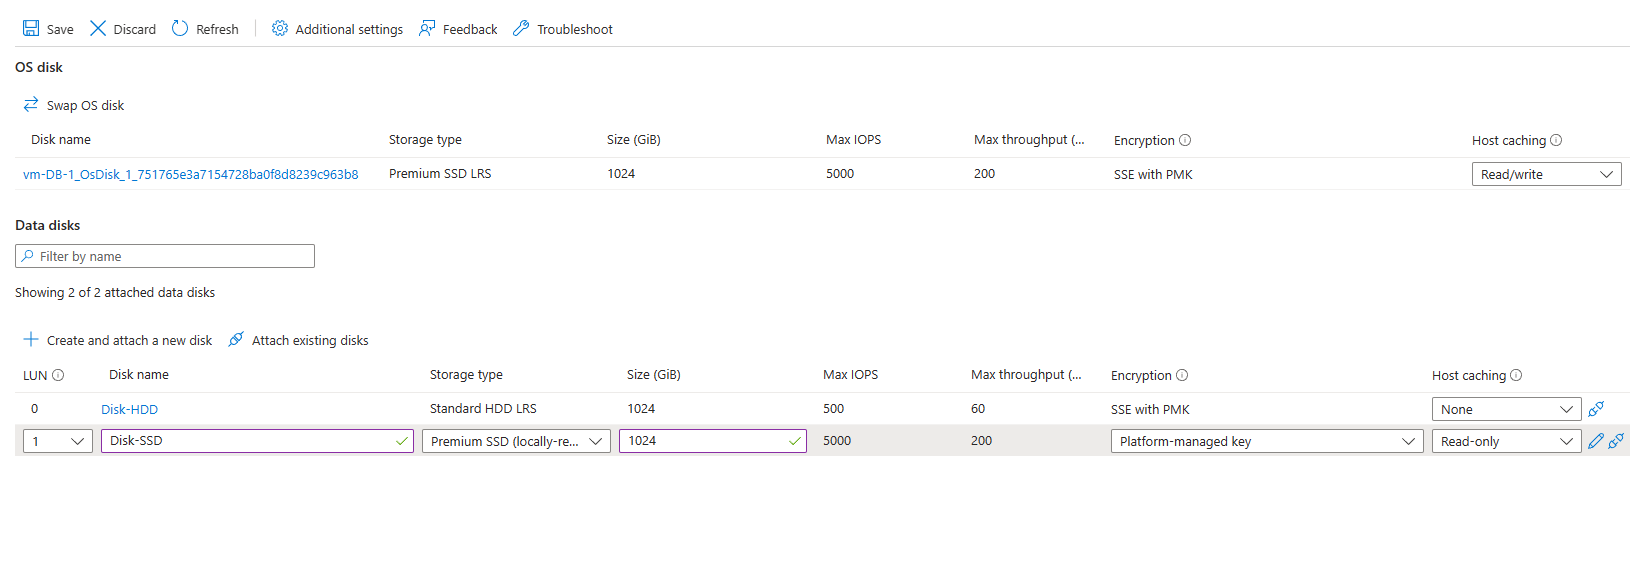 Save Discard Refresh Additional settings Feedback Troubleshoot
OS disk
Swap OS disk
Disk name Storage type Size (GiB) Max IOPS Max throughput (... Encryption Host caching
vm-DB-1_OsDisk_1_751765e3a7154728ba0f8d8239c963b8 Premium SSD LRS 1024 5000 200 SSE with PMK Read/write
Data disks
Filter by name
Showing 2 of 2 attached data disks
Create and attach a new disk Attach existing disks
LUN Disk name Storage type Size (GiB) Max IOPS Max throughput (... Encryption Host caching
0 Disk-HDD Standard HDD LRS 1024 500 60 SSE with PMK None
1 Disk-SSD Premium SSD (locally-re... 1024 5000 200 Platform-managed key Read-only